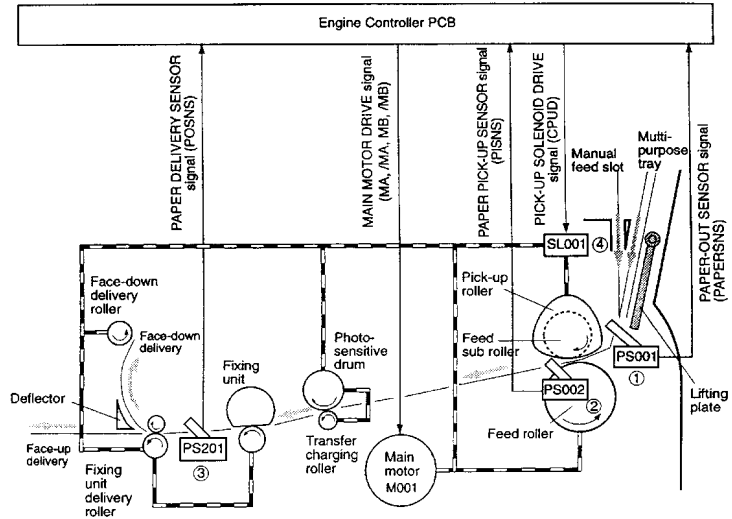 Engine Controller PCB
PAPER DELIVERY SENSOR
signal (POSNS)
MAIN MOTOR DRIVE signal
(MA, /MA, MB, /MB)
PAPER PICK-UP SENSOR signal
(PISNS)
PICK-UP SOLENOID DRIVE
signal (CPUD)
PAPER-OUT SENSOR signal
(PAPERSNS)
Manual
feed slot
Multi-
purpose
tray
SL001
④
Pick-up
roller
Feed
sub roller
PS001
①
Lifting
plate
PS002
②
Feed roller
Face-down
delivery
roller
Face-down
delivery
Fixing
unit
Photo-
sensitive
drum
Deflector
Face-up
delivery
Fixing
unit
delivery
roller
PS201
③
Transfer
charging
roller
Main
motor
M001